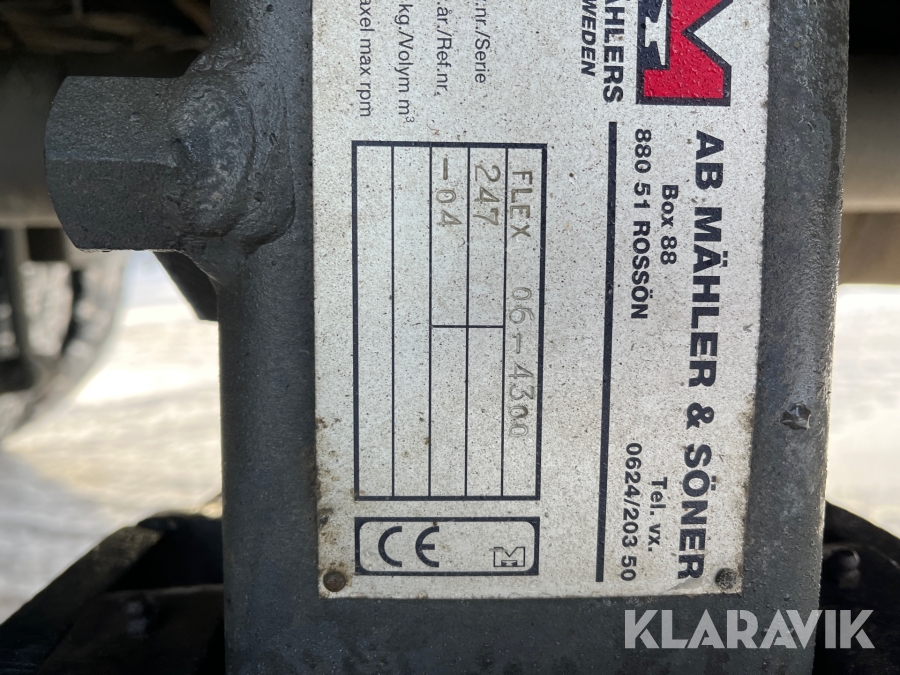 M
ÄHLERS
WEDEN
AB MÄHLER & SÖNER
Box 88
880 51 ROSSÖN
Tel. vx.
0624/203 50
FLEX 06-4300
.nr./Serie
247
.år./Ref.nr.
-04
kg./Volym m³
axel max rpm
CE
M
KLARAVIK